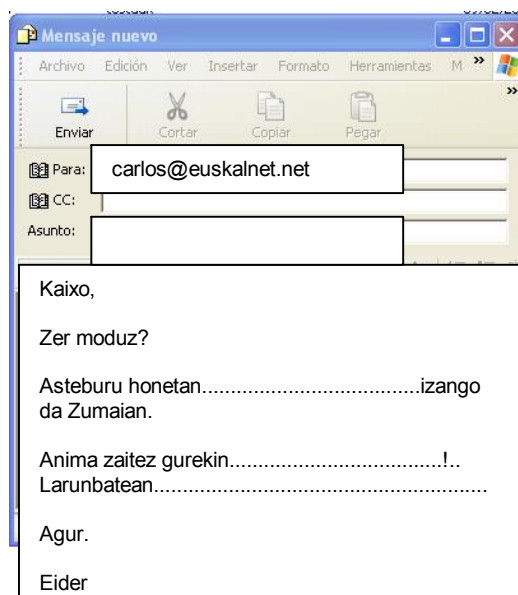 Mensaje nuevo
Archivo Edición Ver Insertar Formato Herramientas M »
»
Enviar Cortar Copiar Pegar
Para: carlos@euskalnet.net
CC:
Asunto:
Kaixo,
Zer moduz?
Asteburu honetan......................................izango
da Zumaian.
Anima zaitez gurekin.....................................!..
Larunbatean..........................................................
Agur.
Eider